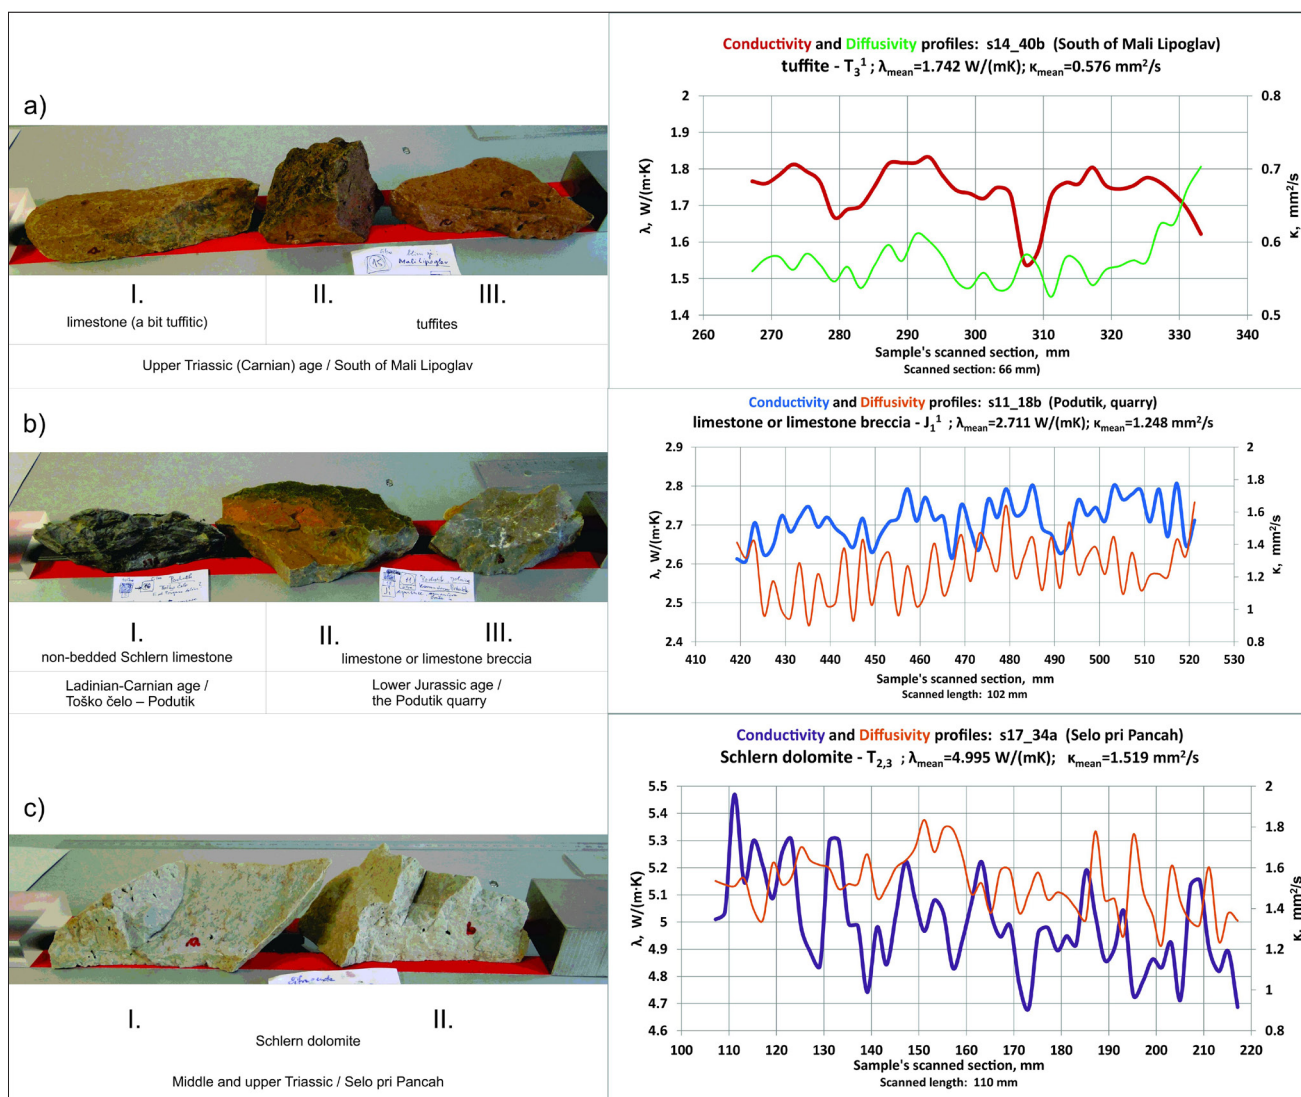 a)
I.
II.
III.
limestone (a bit tuffitic)
tuffites
Upper Triassic (Carnian) age / South of Mali Lipoglav
Mali Lipoglav
Conductivity and Diffusivity profiles: s14_40b (South of Mali Lipoglav)
tuffite - T₃¹ ; λmean=1.742 W/(mK); κmean=0.576 mm²/s
λ, W/(m·K)
2
1.9
1.8
1.7
1.6
1.5
1.4
κ, mm²/s
0.8
0.7
0.6
0.5
260 270 280 290 300 310 320 330 340
Sample's scanned section, mm
Scanned section: 66 mm)
b)
I.
II.
III.
non-bedded Schlern limestone
limestone or limestone breccia
Ladinian-Carnian age /
Toško čelo – Podutik
Lower Jurassic age /
the Podutik quarry
Conductivity and Diffusivity profiles: s11_18b (Podutik, quarry)
limestone or limestone breccia - J₁¹ ; λmean=2.711 W/(mK); κmean=1.248 mm²/s
λ, W/(m·K)
2.9
2.8
2.7
2.6
2.5
2.4
κ, mm²/s
2
1.8
1.6
1.4
1.2
1
0.8
410 420 430 440 450 460 470 480 490 500 510 520 530
Sample's scanned section, mm
Scanned length: 102 mm
c)
a
b
I.
II.
Schlern dolomite
Middle and upper Triassic / Selo pri Pancah
Conductivity and Diffusivity profiles: s17_34a (Selo pri Pancah)
Schlern dolomite - T₂,₃ ; λmean=4.995 W/(mK); κmean=1.519 mm²/s
λ, W/(m·K)
5.5
5.4
5.3
5.2
5.1
5
4.9
4.8
4.7
4.6
κ, mm²/s
2
1.8
1.6
1.4
1.2
1
0.8
100 110 120 130 140 150 160 170 180 190 200 210 220
Sample's scanned section, mm
Scanned length: 110 mm